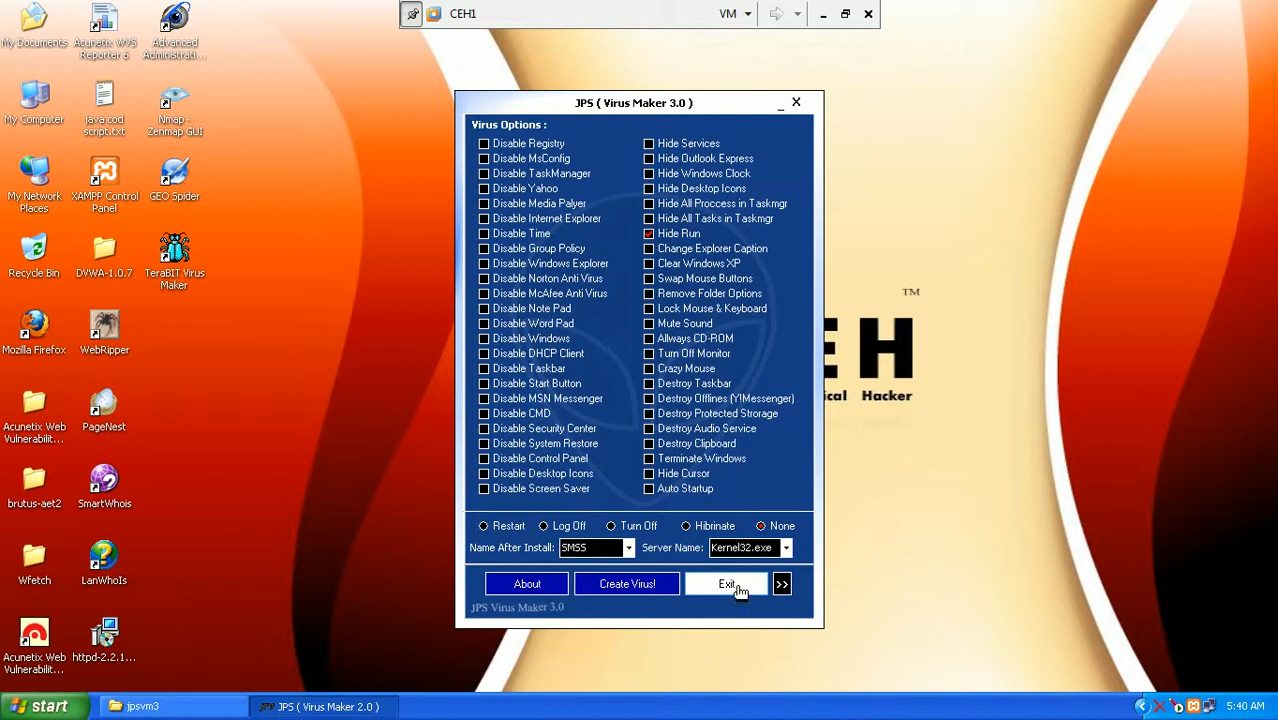 CEH1
VM
My Documents
Acunetix WVS Reporter 6
Advanced Administrati...
My Computer
java cod script.txt
Nmap - Zenmap GUI
My Network Places
XAMPP Control Panel
GEO Spider
Recycle Bin
DVWA-1.0.7
TeraBIT Virus Maker
Mozilla Firefox
WebRipper
Acunetix Web Vulnerabilit...
PageNest
brutus-aet2
SmartWhois
Wfetch
LanWhoIs
Acunetix Web Vulnerabilit...
httpd-2.2.1...
JPS ( Virus Maker 3.0 )
Virus Options :
Disable Registry
Disable MsConfig
Disable TaskManager
Disable Yahoo
Disable Media Palyer
Disable Internet Explorer
Disable Time
Disable Group Policy
Disable Windows Explorer
Disable Norton Anti Virus
Disable McAfee Anti Virus
Disable Note Pad
Disable Word Pad
Disable Windows
Disable DHCP Client
Disable Taskbar
Disable Start Button
Disable MSN Messenger
Disable CMD
Disable Security Center
Disable System Restore
Disable Control Panel
Disable Desktop Icons
Disable Screen Saver
Hide Services
Hide Outlook Express
Hide Windows Clock
Hide Desktop Icons
Hide All Proccess in Taskmgr
Hide All Tasks in Taskmgr
Hide Run
Change Explorer Caption
Clear Windows XP
Swap Mouse Buttons
Remove Folder Options
Lock Mouse & Keyboard
Mute Sound
Allways CD-ROM
Turn Off Monitor
Crazy Mouse
Destroy Taskbar
Destroy Offlines (Y!Messenger)
Destroy Protected Strorage
Destroy Audio Service
Destroy Clipboard
Terminate Windows
Hide Cursor
Auto Startup
Restart Log Off Turn Off Hibrinate None
Name After Install: SMSS Server Name: Kernel32.exe
About Create Virus! Exit >>
JPS Virus Maker 3.0
TM
EH
ical Hacker
start
jpsvm3
JPS ( Virus Maker 2.0 )
5:40 AM